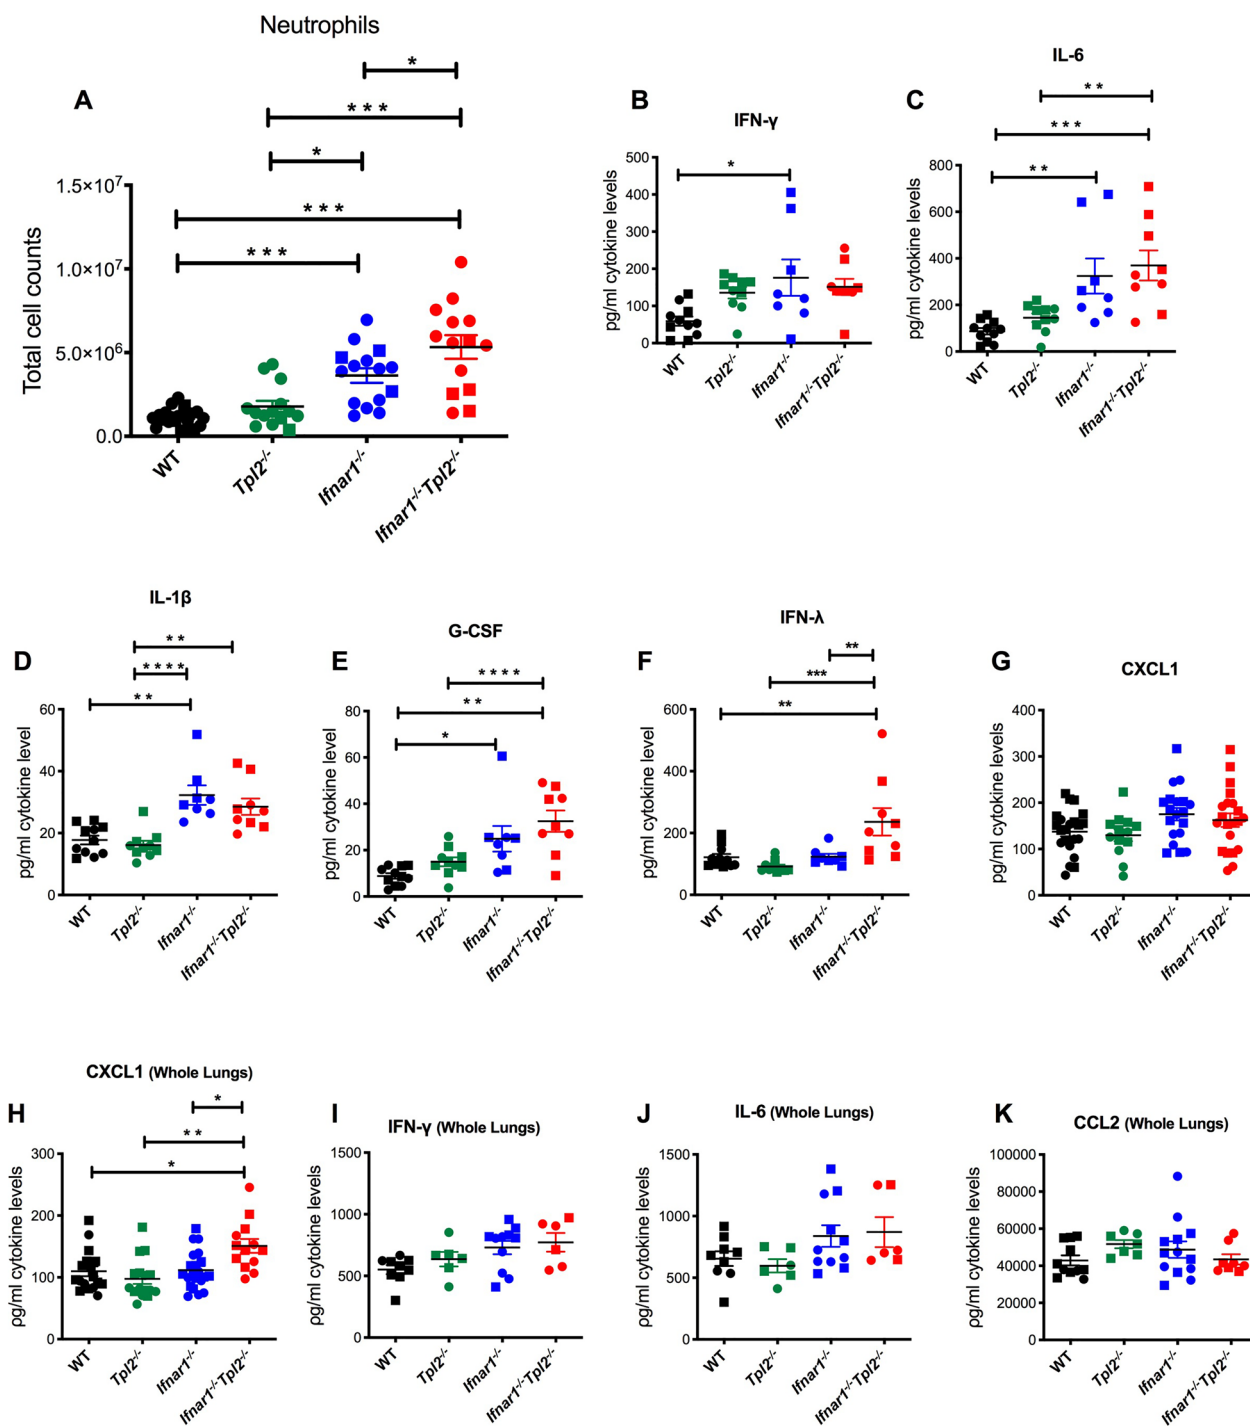 Neutrophils
A
*
* * *
*
* * *
* * *
Total cell counts
1.5×10⁷
1.0×10⁷
5.0×10⁶
0.0
WT
Tpl2⁻/⁻
Ifnar1⁻/⁻
Ifnar1⁻/⁻Tpl2⁻/⁻
B
IFN-γ
*
pg/ml cytokine levels
500
400
300
200
100
0
WT
Tpl2⁻/⁻
Ifnar1⁻/⁻
Ifnar1⁻/⁻Tpl2⁻/⁻
C
IL-6
* *
* * *
* *
pg/ml cytokine levels
800
600
400
200
0
WT
Tpl2⁻/⁻
Ifnar1⁻/⁻
Ifnar1⁻/⁻Tpl2⁻/⁻
D
IL-1β
* *
* * * *
* *
pg/ml cytokine level
60
40
20
0
WT
Tpl2⁻/⁻
Ifnar1⁻/⁻
Ifnar1⁻/⁻Tpl2⁻/⁻
E
G-CSF
* * * *
* *
*
pg/ml cytokine level
80
60
40
20
0
WT
Tpl2⁻/⁻
Ifnar1⁻/⁻
Ifnar1⁻/⁻Tpl2⁻/⁻
F
IFN-λ
**
***
**
pg/ml cytokine level
600
400
200
0
WT
Tpl2⁻/⁻
Ifnar1⁻/⁻
Ifnar1⁻/⁻Tpl2⁻/⁻
G
CXCL1
pg/ml cytokine levels
400
300
200
100
0
WT
Tpl2⁻/⁻
Ifnar1⁻/⁻
Ifnar1⁻/⁻Tpl2⁻/⁻
H
CXCL1 (Whole Lungs)
*
* *
*
pg/ml cytokine levels
300
200
100
0
WT
Tpl2⁻/⁻
Ifnar1⁻/⁻
Ifnar1⁻/⁻Tpl2⁻/⁻
I
IFN-γ (Whole Lungs)
pg/ml cytokine levels
1500
1000
500
0
WT
Tpl2⁻/⁻
Ifnar1⁻/⁻
Ifnar1⁻/⁻Tpl2⁻/⁻
J
IL-6 (Whole Lungs)
pg/ml cytokine levels
1500
1000
500
0
WT
Tpl2⁻/⁻
Ifnar1⁻/⁻
Ifnar1⁻/⁻Tpl2⁻/⁻
K
CCL2 (Whole Lungs)
pg/ml cytokine levels
100000
80000
60000
40000
20000
0
WT
Tpl2⁻/⁻
Ifnar1⁻/⁻
Ifnar1⁻/⁻Tpl2⁻/⁻